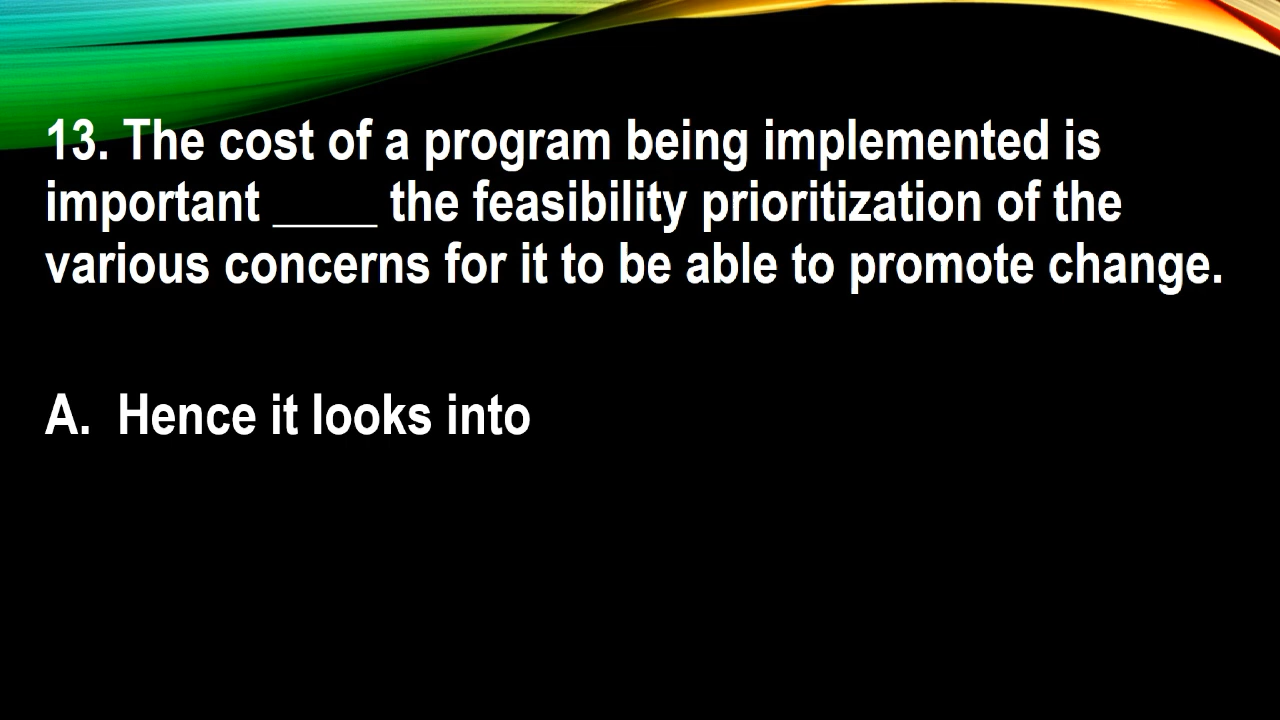 13. The cost of a program being implemented is
important ____ the feasibility prioritization of the
various concerns for it to be able to promote change.
A. Hence it looks into